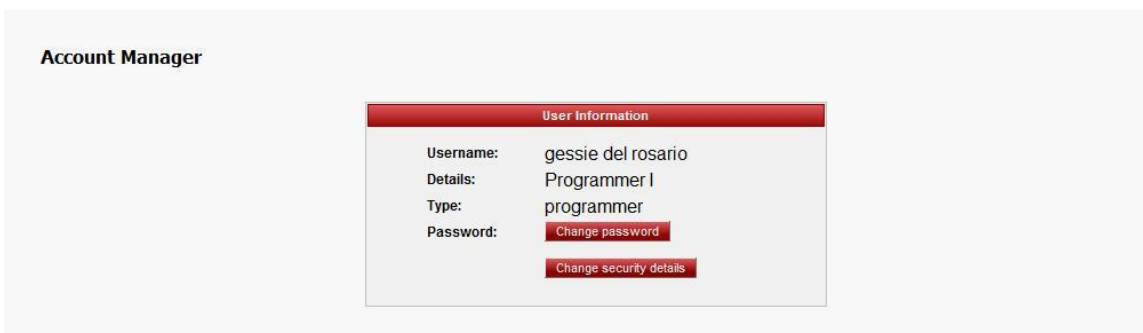 Account Manager
User Information
Username: gessie del rosario
Details: Programmer I
Type: programmer
Password: Change password
Change security details